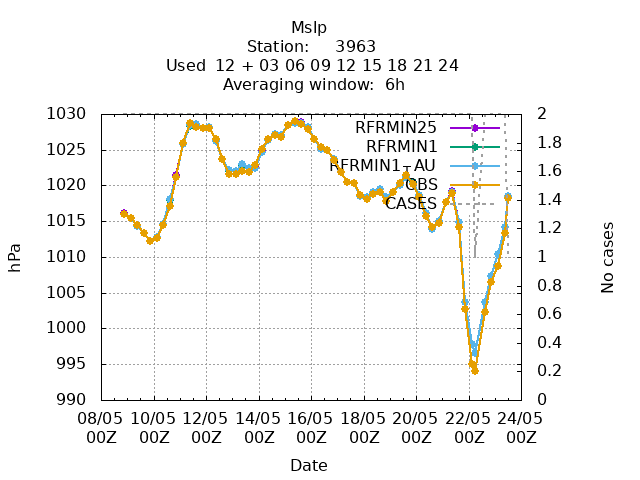 Mslp
Station: 3963
Used 12 + 03 06 09 12 15 18 21 24
Averaging window: 6h
1030
1025
1020
1015
1010
1005
1000
995
990
hPa
RFRMIN25
RFRMIN1
RFRMIN1-AU
OBS
CASES
2
1.8
1.6
1.4
1.2
1
0.8
0.6
0.4
0.2
0
No cases
08/05 10/05 12/05 14/05 16/05 18/05 20/05 22/05 24/05
00Z 00Z 00Z 00Z 00Z 00Z 00Z 00Z 00Z
Date